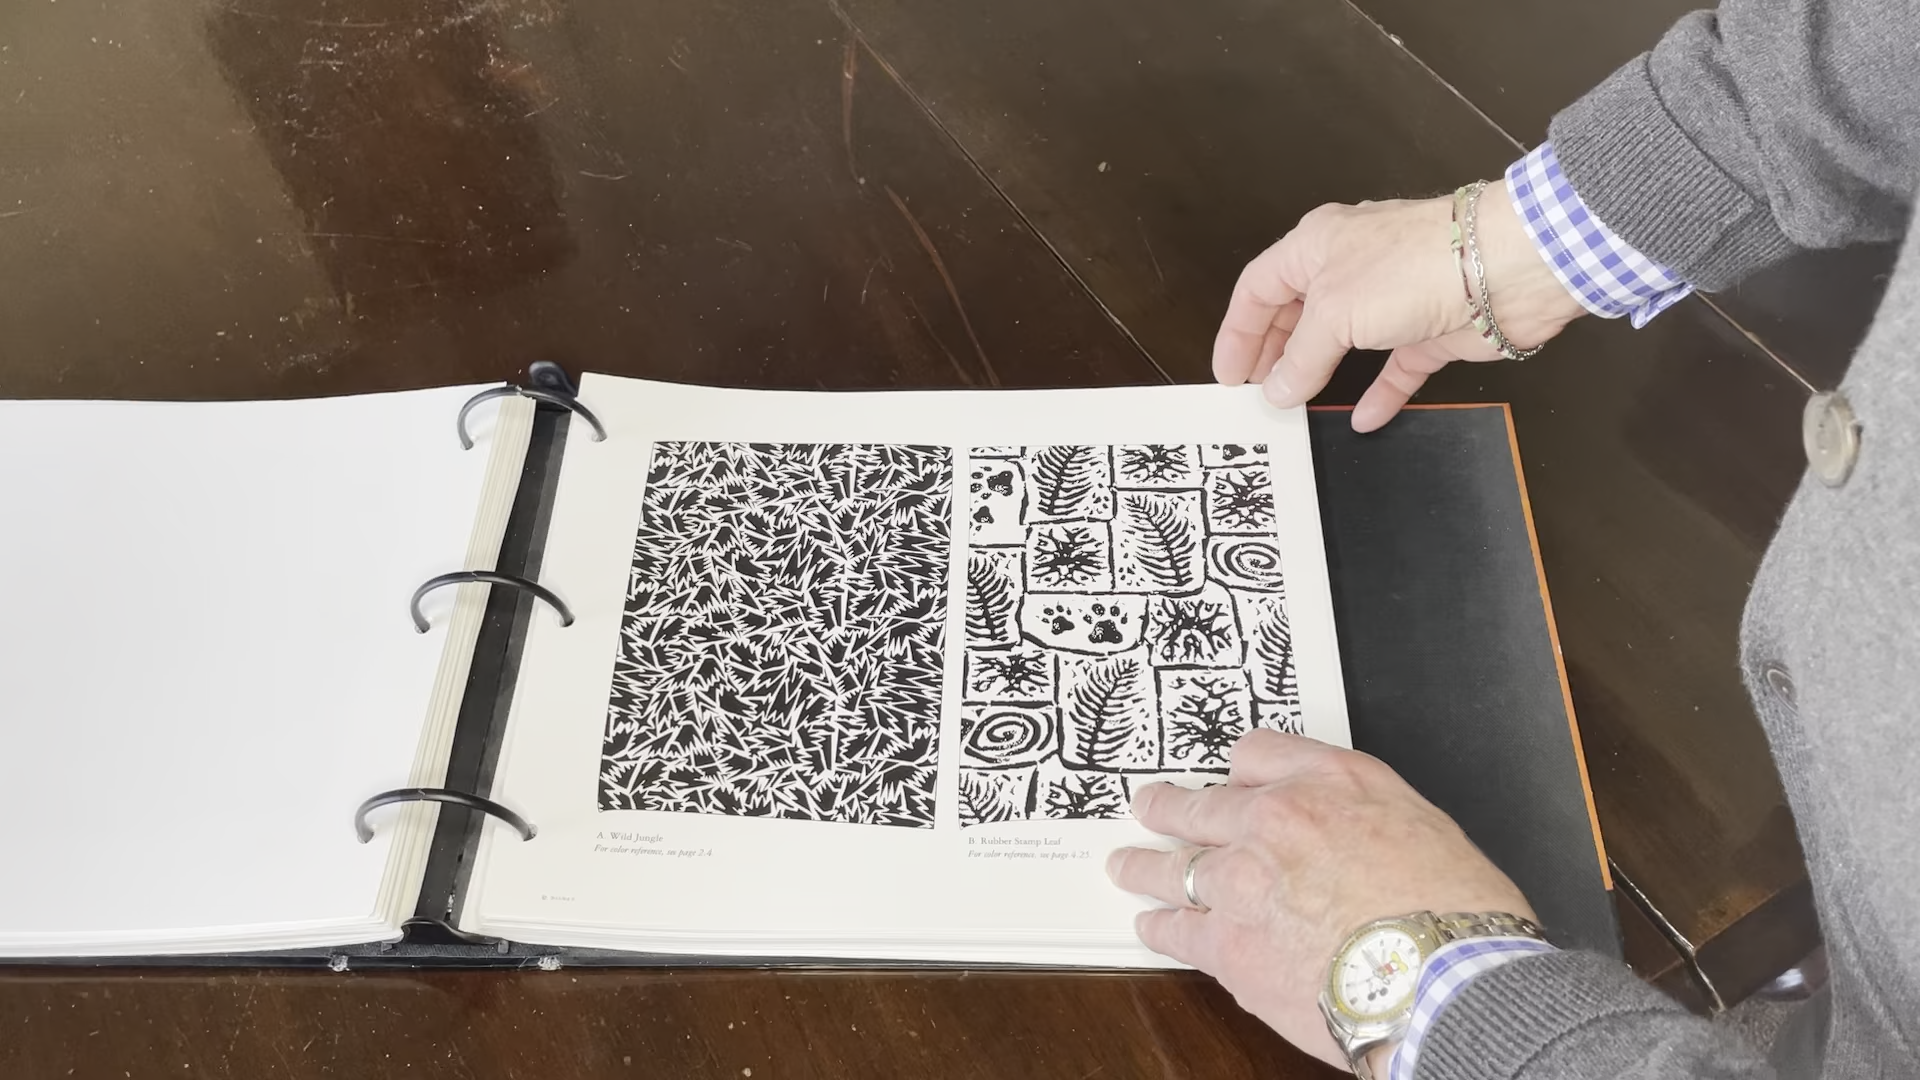 A. Wild Jungle
For color reference, see page 2.4.
B. Rubber Stamp Leaf
For color reference, see page 4.25.
©